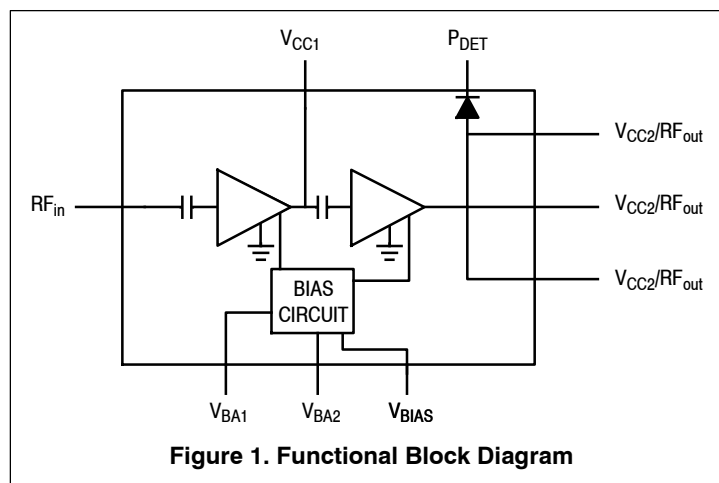 VCC1
PDET
VCC2/RFout
RFin
VCC2/RFout
VCC2/RFout
BIAS
CIRCUIT
VBA1
VBA2
VBIAS
Figure 1. Functional Block Diagram